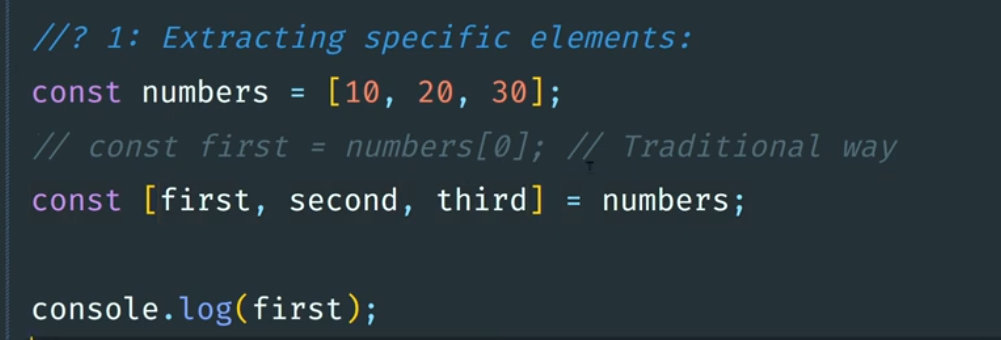 //? 1: Extracting specific elements:
const numbers = [10, 20, 30];
// const first = numbers[0]; // Traditional way
const [first, second, third] = numbers;
console.log(first);